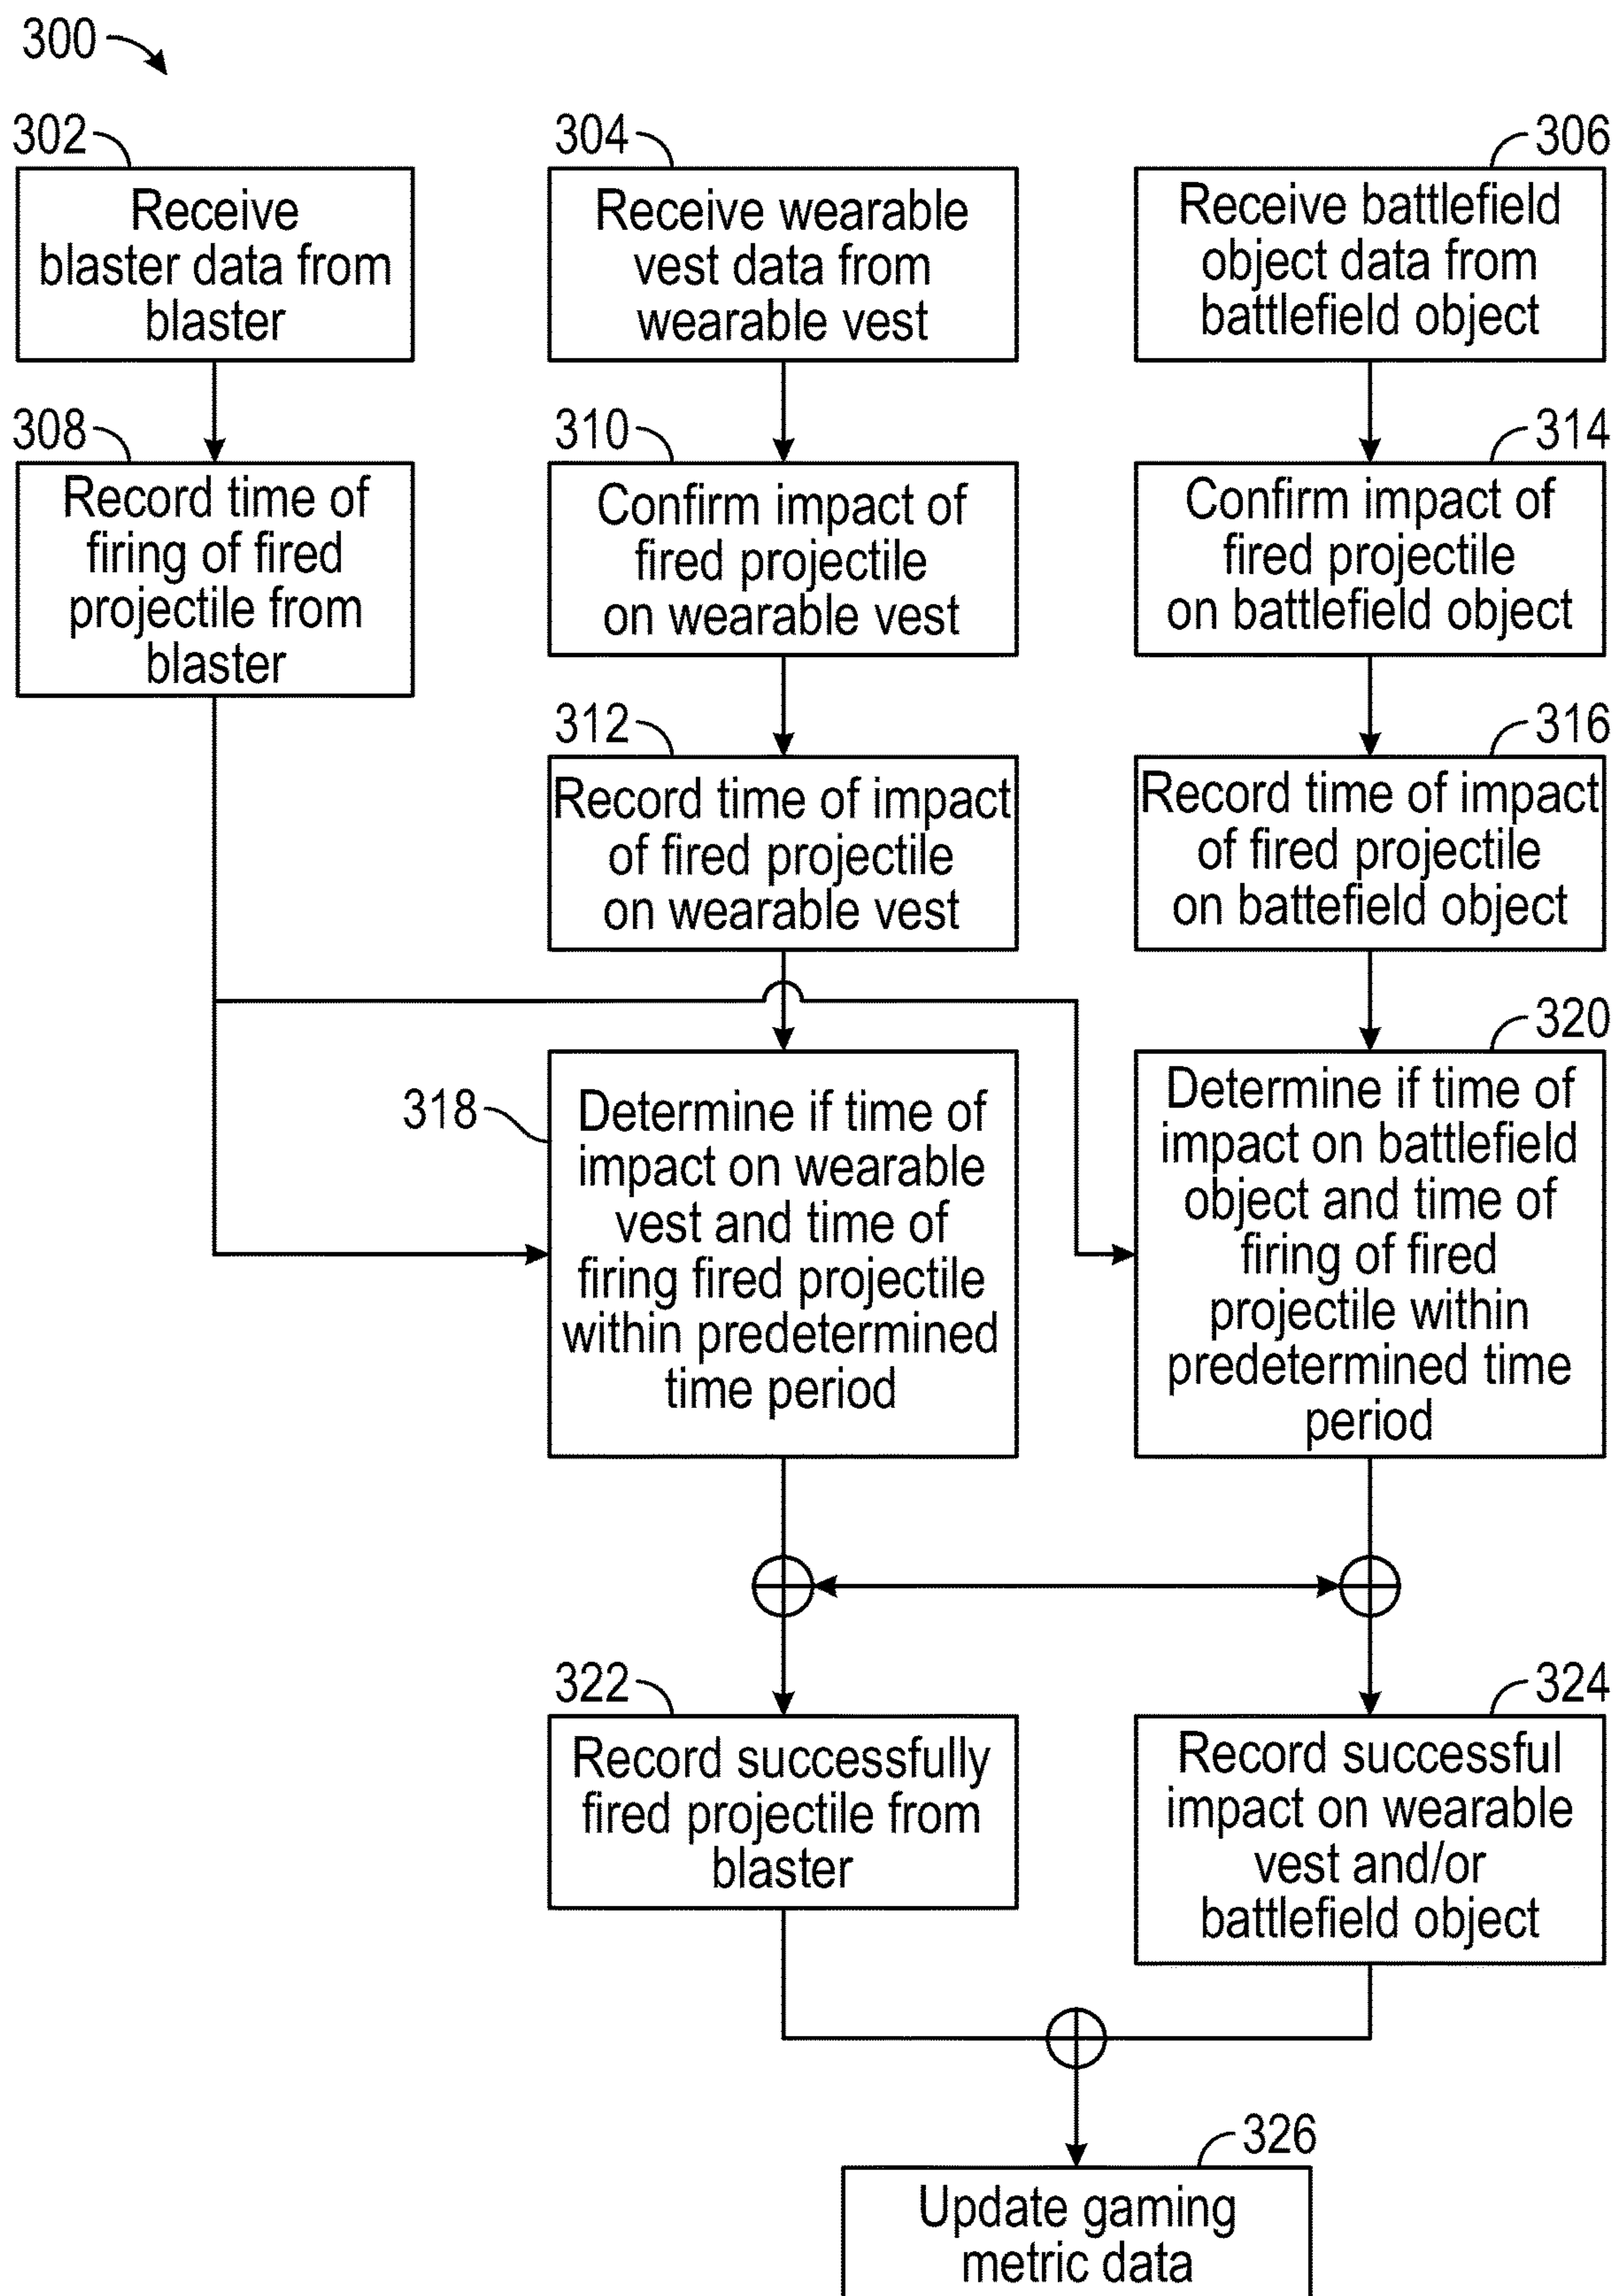 300
302
Receive
blaster data from
blaster
304
Receive wearable
vest data from
wearable vest
306
Receive battlefield
object data from
battlefield object
308
Record time of
firing of fired
projectile from
blaster
310
Confirm impact of
fired projectile
on wearable vest
314
Confirm impact of
fired projectile
on battlefield object
312
Record time of impact
of fired projectile
on wearable vest
316
Record time of impact
of fired projectile
on battefield object
318
Determine if time of
impact on wearable
vest and time of
firing fired projectile
within predetermined
time period
320
Determine if time of
impact on battlefield
object and time of
firing of fired
projectile within
predetermined time
period
322
Record successfully
fired projectile from
blaster
324
Record successful
impact on wearable
vest and/or
battlefield object
326
Update gaming
metric data